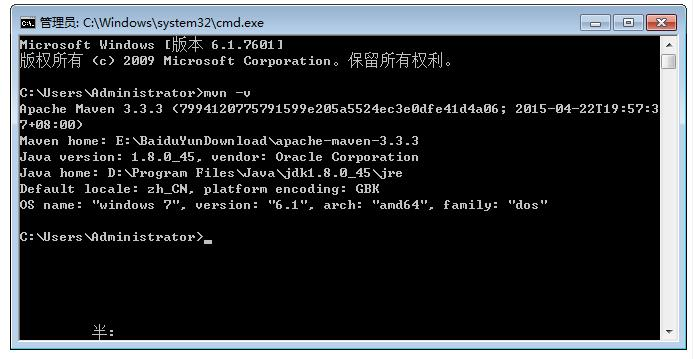 管理员: C:\Windows\system32\cmd.exe
Microsoft Windows [版本 6.1.7601]
版权所有 (c) 2009 Microsoft Corporation。保留所有权利。
C:\Users\Administrator>mvn -v
Apache Maven 3.3.3 (7994120775791599e205a5524ec3e0dfe41d4a06; 2015-04-22T19:57:3
7+08:00)
Maven home: E:\BaiduYunDownload\apache-maven-3.3.3
Java version: 1.8.0_45, vendor: Oracle Corporation
Java home: D:\Program Files\Java\jdk1.8.0_45\jre
Default locale: zh_CN, platform encoding: GBK
OS name: "windows 7", version: "6.1", arch: "amd64", family: "dos"
C:\Users\Administrator>_
半: